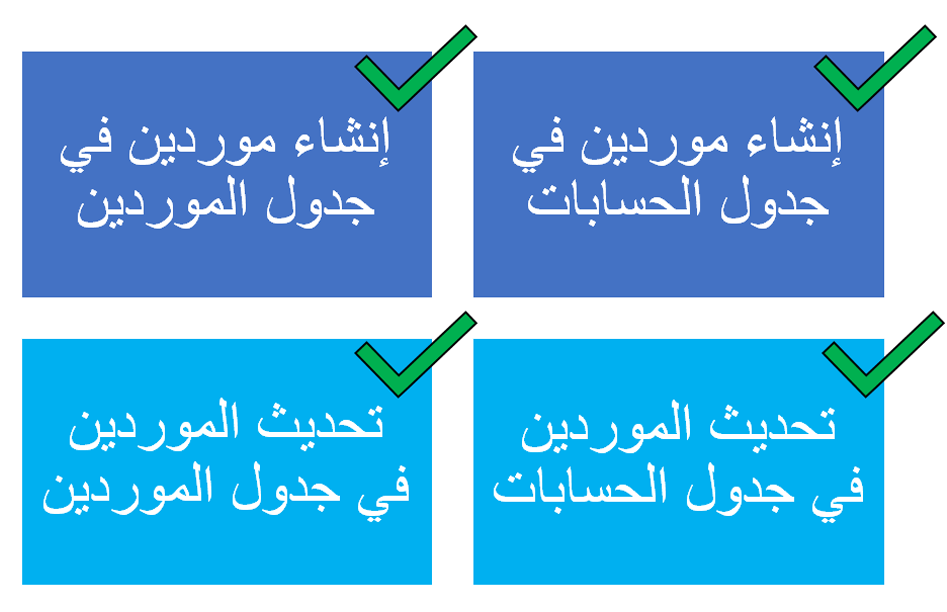 إنشاء موردين في
جدول الحسابات
إنشاء موردين في
جدول الموردين
تحديث الموردين
في جدول الحسابات
تحديث الموردين
في جدول الموردين